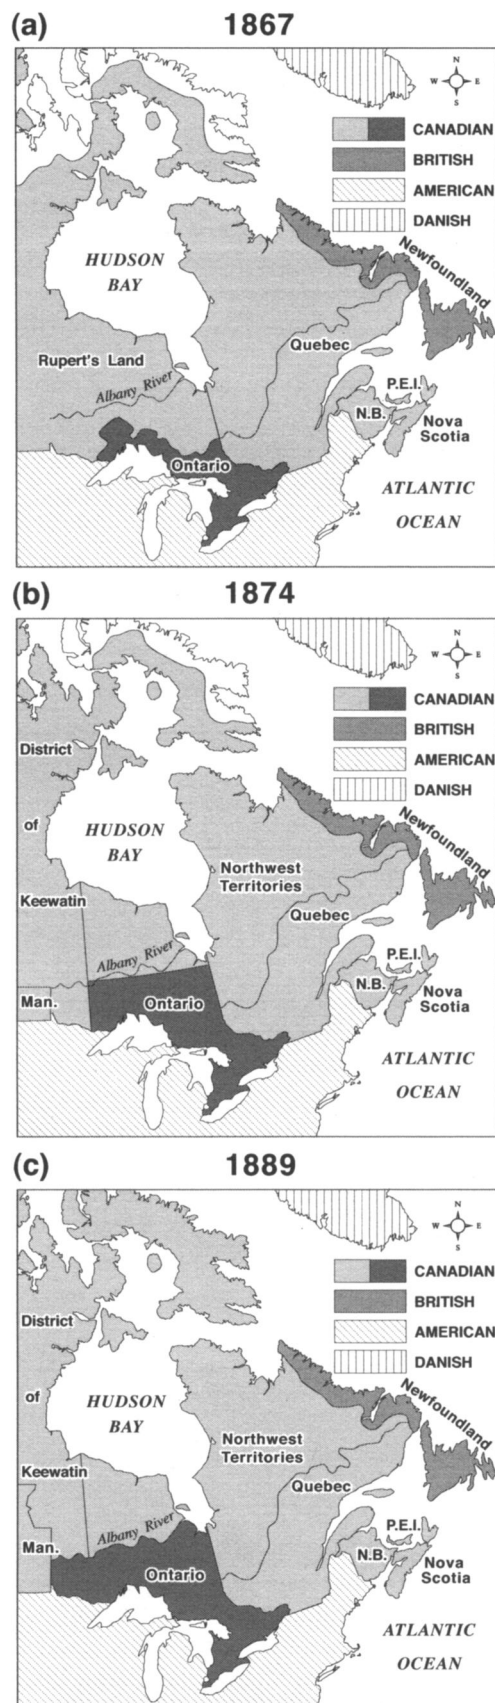 (a) 1867
N
W E
S
CANADIAN
BRITISH
AMERICAN
DANISH
HUDSON
BAY
Newfoundland
Rupert's Land
Quebec
Albany River
P.E.I.
N.B.
Nova
Scotia
Ontario
ATLANTIC
OCEAN
(b) 1874
N
W E
S
CANADIAN
BRITISH
AMERICAN
DANISH
District
of
Keewatin
HUDSON
BAY
Newfoundland
Northwest
Territories
Quebec
Albany River
P.E.I.
N.B.
Man.
Ontario
Nova
Scotia
ATLANTIC
OCEAN
(c) 1889
N
W E
S
CANADIAN
BRITISH
AMERICAN
DANISH
District
of
Keewatin
HUDSON
BAY
Newfoundland
Northwest
Territories
Quebec
Albany River
P.E.I.
N.B.
Man.
Ontario
Nova
Scotia
ATLANTIC
OCEAN